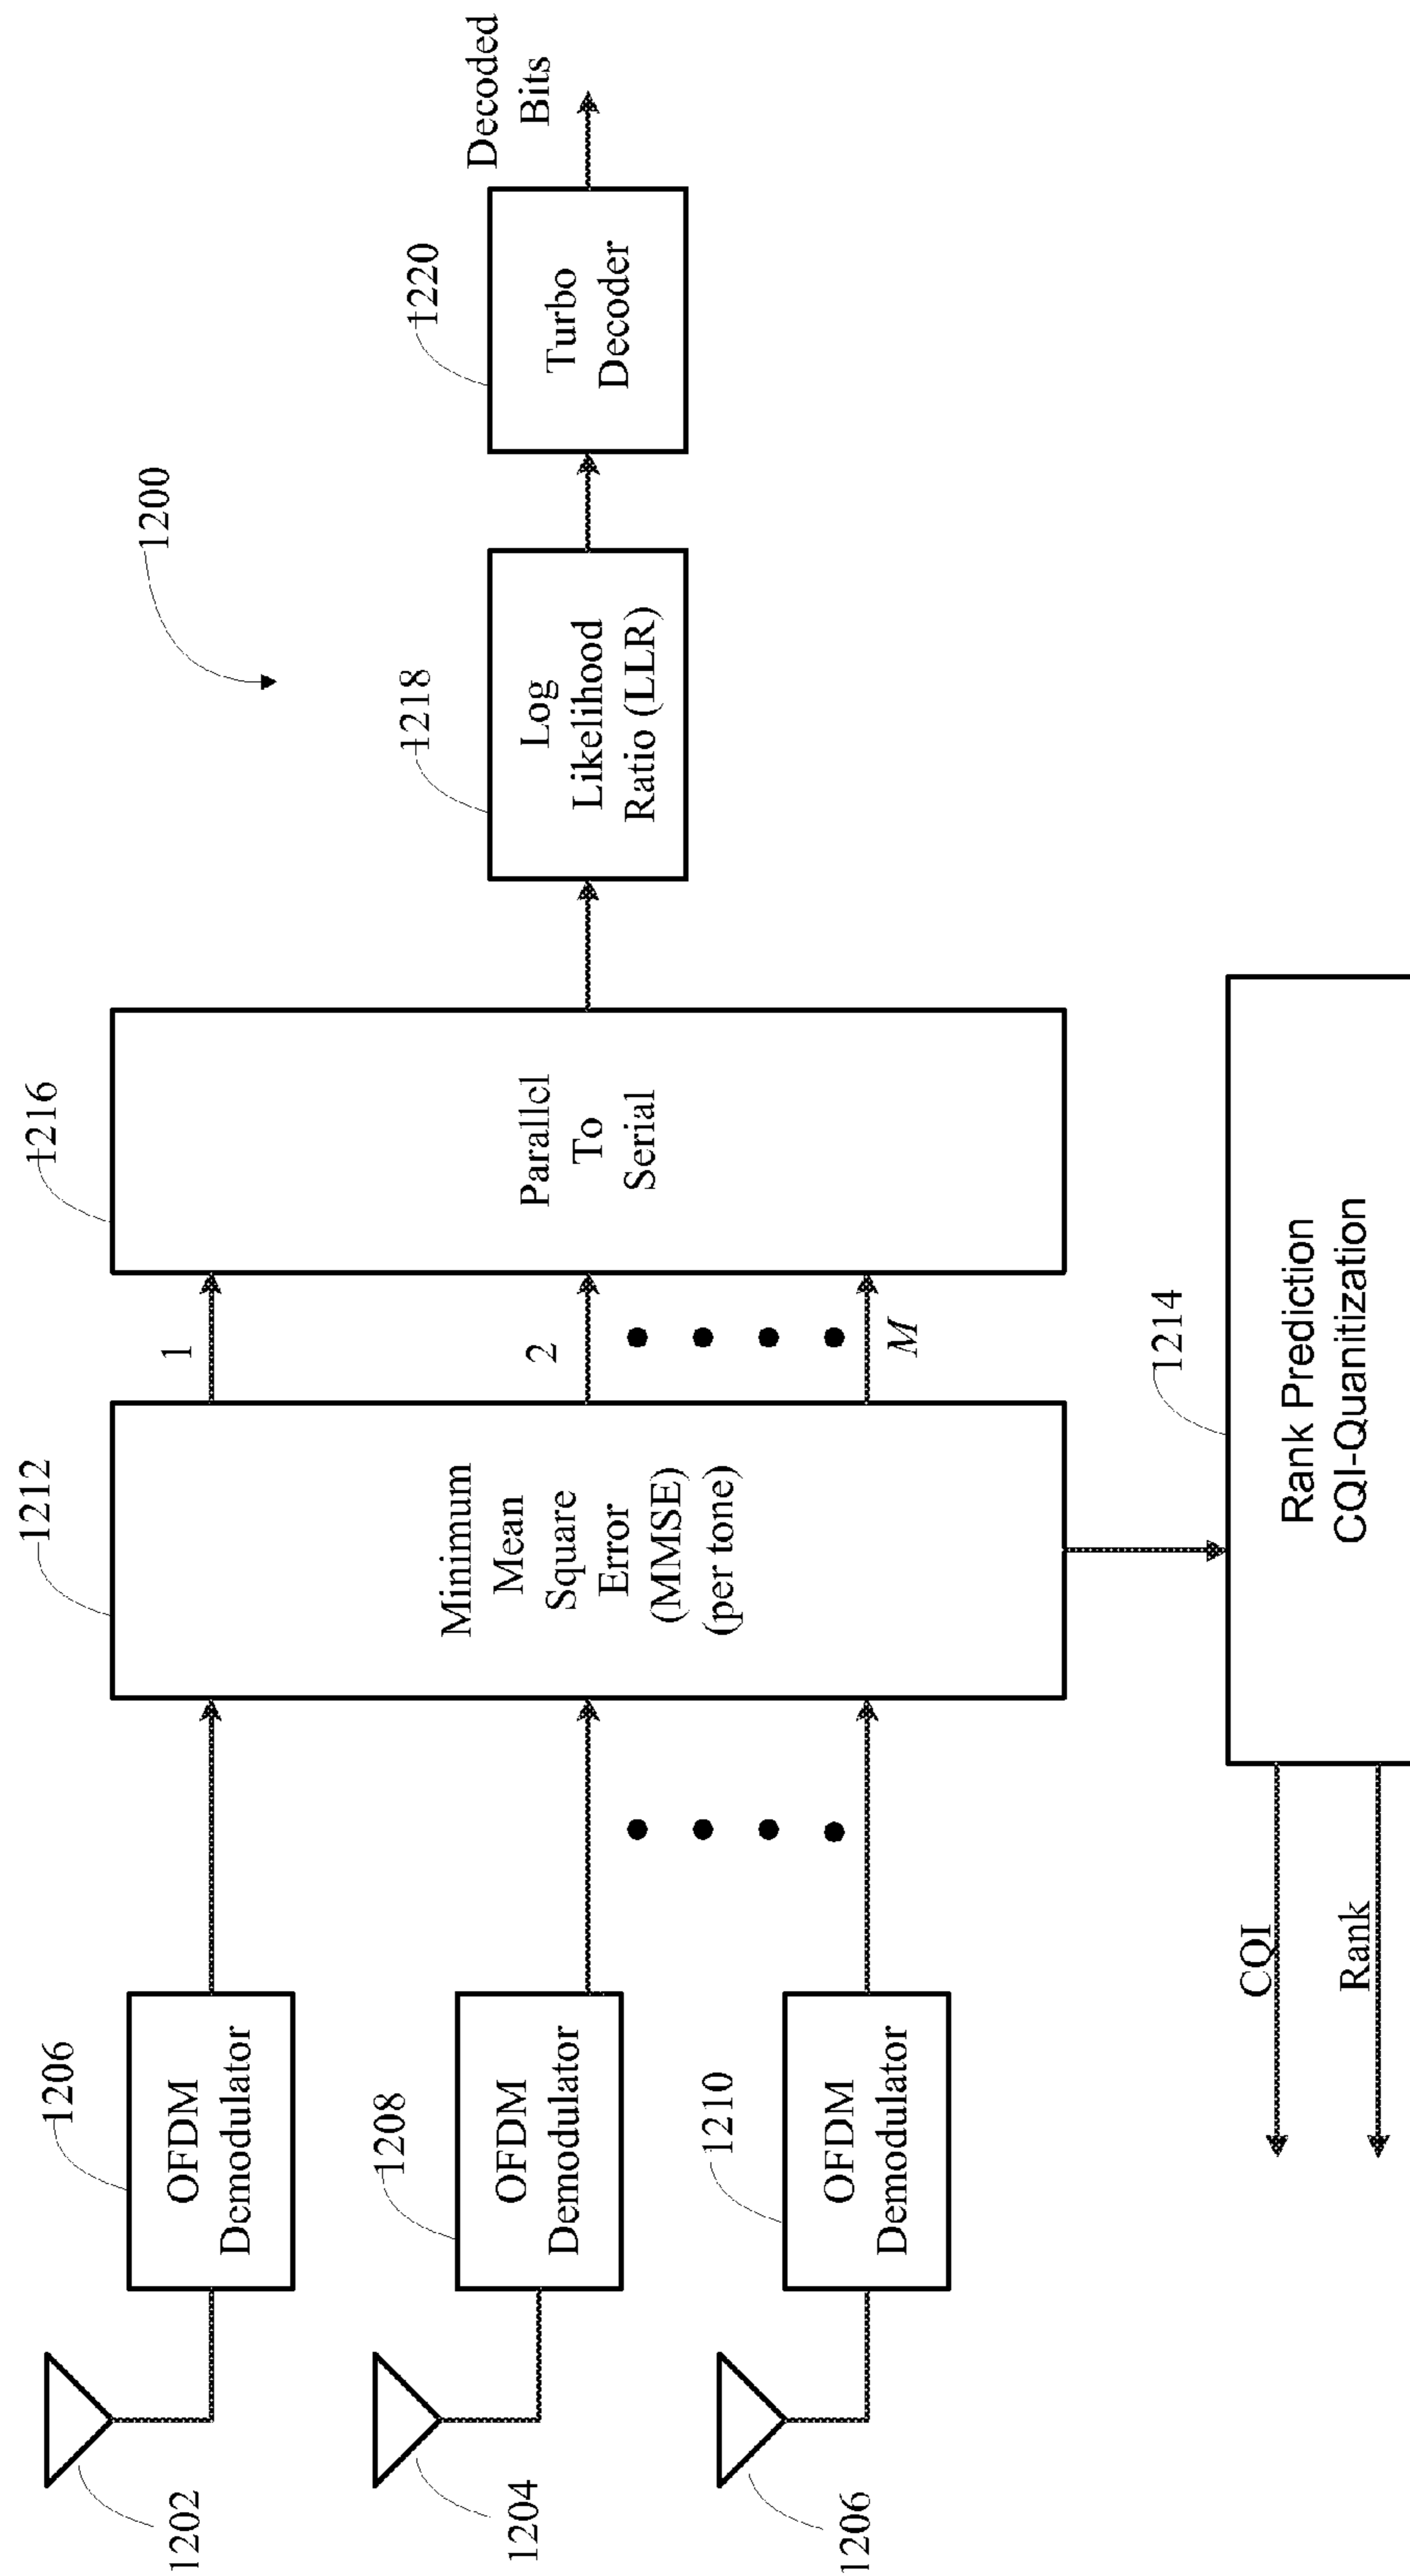 1200
1202
1204
1206
1206
OFDM
Demodulator
1208
OFDM
Demodulator
1210
OFDM
Demodulator
1212
Minimum
Mean
Square
Error
(MMSE)
(per tone)
1
2
M
1216
Parallel
To
Serial
1218
Log
Likelihood
Ratio (LLR)
1220
Turbo
Decoder
Decoded
Bits
1214
Rank Prediction
CQI-Quanitization
CQI
Rank